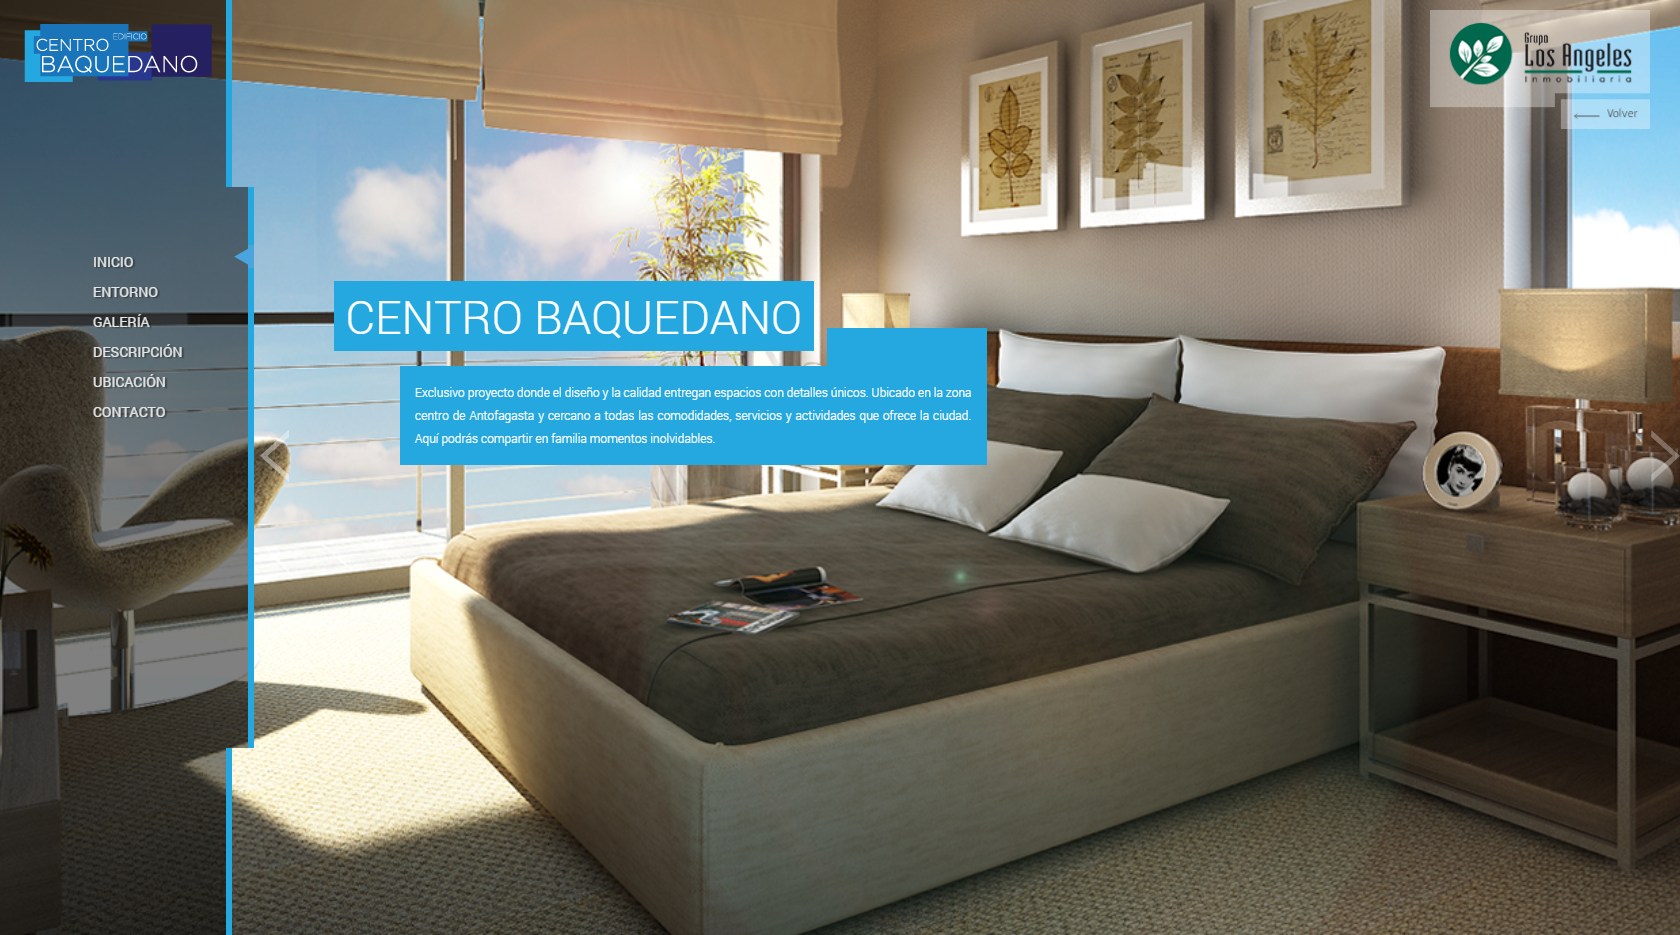 EDIFICIO
CENTRO
BAQUEDANO
Grupo
Los Angeles
Inmobiliaria
Volver
INICIO
ENTORNO
GALERÍA
DESCRIPCIÓN
UBICACIÓN
CONTACTO
CENTRO BAQUEDANO
Exclusivo proyecto donde el diseño y la calidad entregan espacios con detalles únicos. Ubicado en la zona
centro de Antofagasta y cercano a todas las comodidades, servicios y actividades que ofrece la ciudad.
Aquí podrás compartir en familia momentos inolvidables.